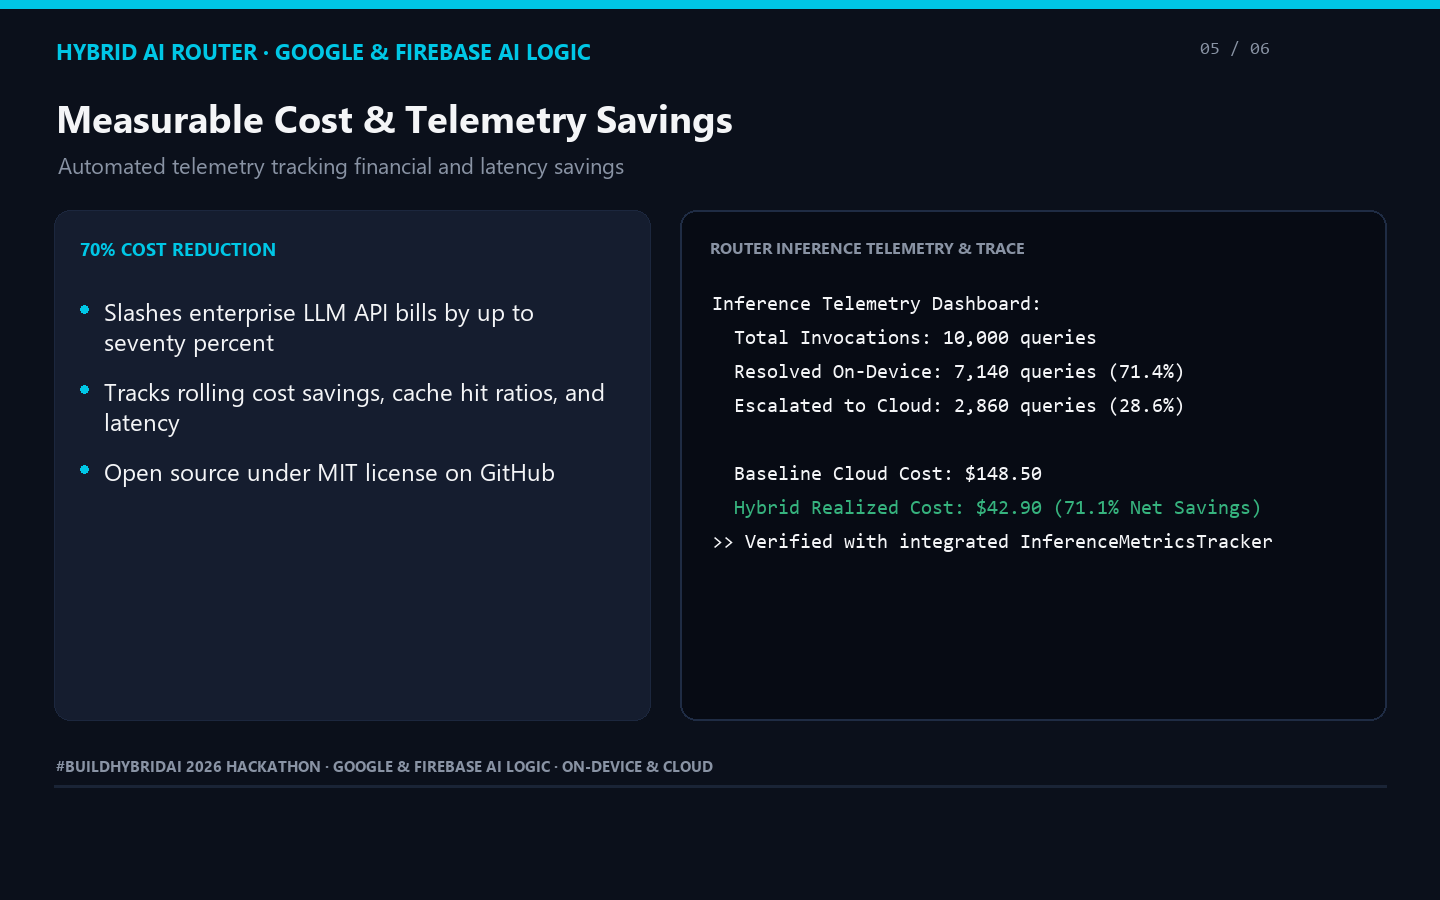 HYBRID AI ROUTER · GOOGLE & FIREBASE AI LOGIC
05 / 06
Measurable Cost & Telemetry Savings
Automated telemetry tracking financial and latency savings
70% COST REDUCTION
• Slashes enterprise LLM API bills by up to
seventy percent
• Tracks rolling cost savings, cache hit ratios, and
latency
• Open source under MIT license on GitHub
ROUTER INFERENCE TELEMETRY & TRACE
Inference Telemetry Dashboard:
Total Invocations: 10,000 queries
Resolved On-Device: 7,140 queries (71.4%)
Escalated to Cloud: 2,860 queries (28.6%)
Baseline Cloud Cost: $148.50
Hybrid Realized Cost: $42.90 (71.1% Net Savings)
>> Verified with integrated InferenceMetricsTracker
#BUILDHYBRIDAI 2026 HACKATHON · GOOGLE & FIREBASE AI LOGIC · ON-DEVICE & CLOUD